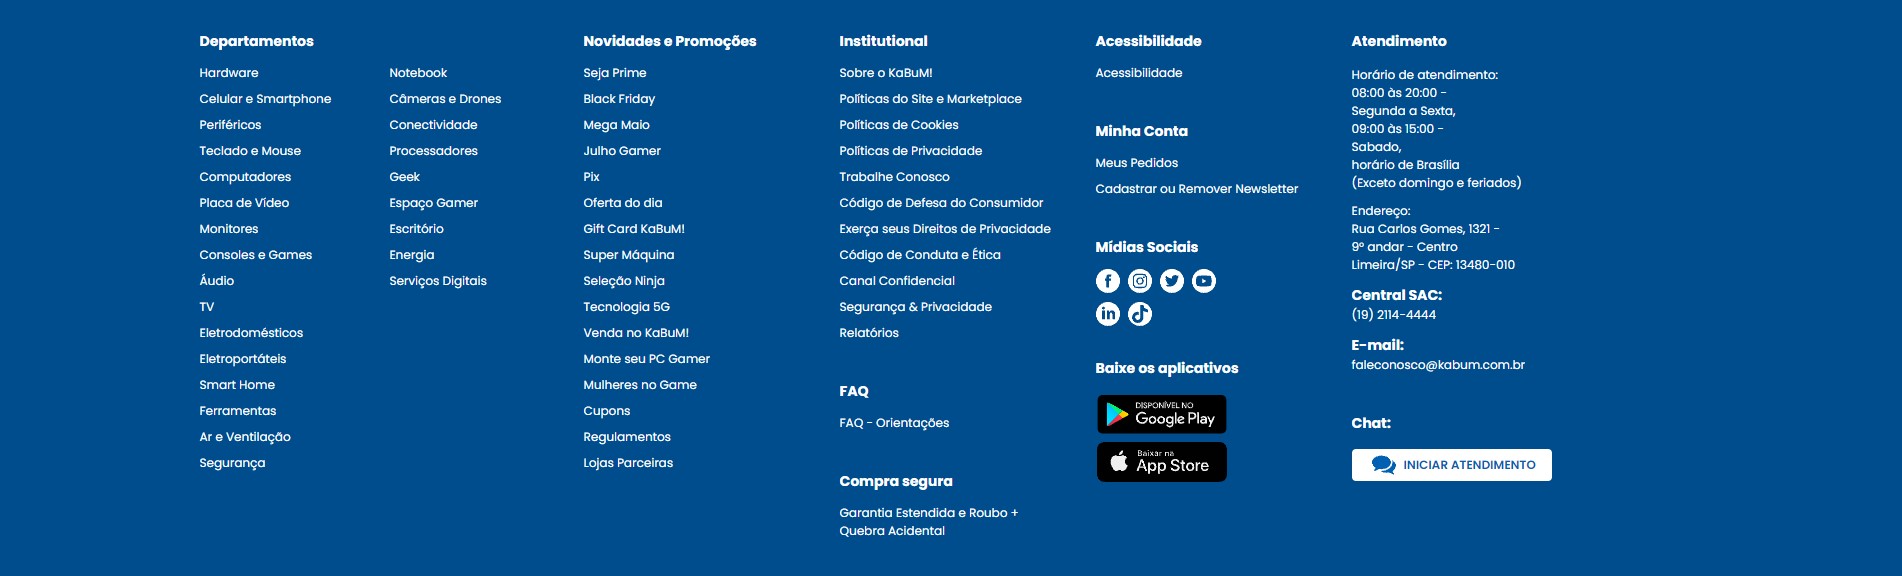 Departamentos
Hardware
Celular e Smartphone
Periféricos
Teclado e Mouse
Computadores
Placa de Vídeo
Monitores
Consoles e Games
Áudio
TV
Eletrodomésticos
Eletroportáteis
Smart Home
Ferramentas
Ar e Ventilação
Segurança
Notebook
Câmeras e Drones
Conectividade
Processadores
Geek
Espaço Gamer
Escritório
Energia
Serviços Digitais
Novidades e Promoções
Seja Prime
Black Friday
Mega Maio
Julho Gamer
Pix
Oferta do dia
Gift Card KaBuM!
Super Máquina
Seleção Ninja
Tecnologia 5G
Venda no KaBuM!
Monte seu PC Gamer
Mulheres no Game
Cupons
Regulamentos
Lojas Parceiras
Institutional
Sobre o KaBuM!
Políticas do Site e Marketplace
Políticas de Cookies
Políticas de Privacidade
Trabalhe Conosco
Código de Defesa do Consumidor
Exerça seus Direitos de Privacidade
Código de Conduta e Ética
Canal Confidencial
Segurança & Privacidade
Relatórios
FAQ
FAQ - Orientações
Compra segura
Garantia Estendida e Roubo +
Quebra Acidental
Acessibilidade
Acessibilidade
Minha Conta
Meus Pedidos
Cadastrar ou Remover Newsletter
Mídias Sociais
Baixe os aplicativos
DISPONÍVEL NO
Google Play
Baixar na
App Store
Atendimento
Horário de atendimento:
08:00 às 20:00 -
Segunda a Sexta,
09:00 às 15:00 -
Sabado,
horário de Brasília
(Exceto domingo e feriados)
Endereço:
Rua Carlos Gomes, 1321 -
9º andar - Centro
Limeira/SP - CEP: 13480-010
Central SAC:
(19) 2114-4444
E-mail:
faleconosco@kabum.com.br
Chat:
INICIAR ATENDIMENTO